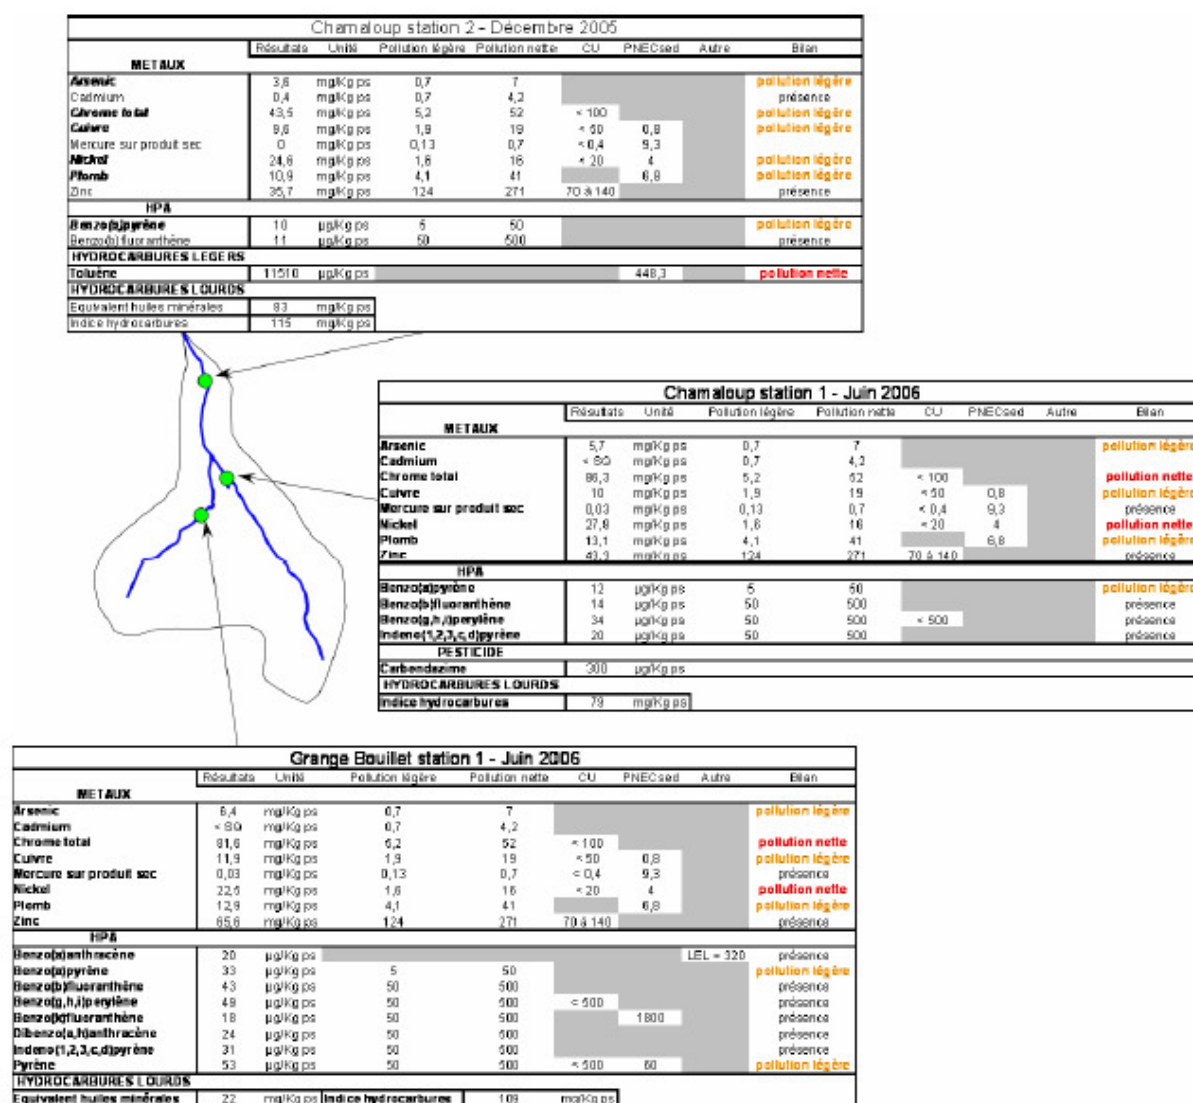 Chamaloup station 2 - Décembre 2005
Résultats Unité Pollution légère Pollution nette CU PNECsed Autre Bilan
METAUX
Arsenic 3,6 mg/Kg ps 0,7 7 pollution légère
Cadmium 0,4 mg/Kg ps 0,7 4,2 présence
Chrome total 43,5 mg/Kg ps 5,2 52 < 100 pollution légère
Cuivre 9,6 mg/Kg ps 1,9 19 < 50 0,8 pollution légère
Mercure sur produit sec 0 mg/Kg ps 0,13 0,7 < 0,4 9,3
Nickel 24,6 mg/Kg ps 1,6 16 < 20 4 pollution légère
Plomb 10,9 mg/Kg ps 4,1 41 6,8 pollution légère
Zinc 35,7 mg/Kg ps 124 271 70 à 140 présence
HPA
Benzo(a)pyrène 10 µg/Kg ps 5 50 pollution légère
Benzo(b)fluoranthène 11 µg/Kg ps 50 500 présence
HYDROCARBURES LEGERS
Toluène 11510 µg/Kg ps 448,3 pollution nette
HYDROCARBURES LOURDS
Equivalent huiles minérales 83 mg/Kg ps
Indice hydrocarbures 115 mg/Kg ps
Chamaloup station 1 - Juin 2006
Résultats Unité Pollution légère Pollution nette CU PNECsed Autre Bilan
METAUX
Arsenic 5,7 mg/Kg ps 0,7 7 pollution légère
Cadmium < SQ mg/Kg ps 0,7 4,2
Chrome total 86,3 mg/Kg ps 5,2 52 < 100 pollution nette
Cuivre 10 mg/Kg ps 1,9 19 < 50 0,8 pollution légère
Mercure sur produit sec 0,03 mg/Kg ps 0,13 0,7 < 0,4 9,3 présence
Nickel 27,8 mg/Kg ps 1,6 16 < 20 4 pollution nette
Plomb 13,1 mg/Kg ps 4,1 41 6,8 pollution légère
Zinc 43,3 mg/Kg ps 124 271 70 à 140 présence
HPA
Benzo(a)pyrène 12 µg/Kg ps 5 50 pollution légère
Benzo(b)fluoranthène 14 µg/Kg ps 50 500 présence
Benzo(g,h,i)perylène 34 µg/Kg ps 50 500 < 500 présence
Indeno(1,2,3,c,d)pyrène 20 µg/Kg ps 50 500 présence
PESTICIDE
Carbendazime 300 µg/Kg ps
HYDROCARBURES LOURDS
Indice hydrocarbures 79 mg/Kg ps
Grange Bouillet station 1 - Juin 2006
Résultats Unité Pollution légère Pollution nette CU PNECsed Autre Bilan
METAUX
Arsenic 6,4 mg/Kg ps 0,7 7 pollution légère
Cadmium < SQ mg/Kg ps 0,7 4,2
Chrome total 81,6 mg/Kg ps 5,2 52 < 100 pollution nette
Cuivre 11,9 mg/Kg ps 1,9 19 < 50 0,8 pollution légère
Mercure sur produit sec 0,03 mg/Kg ps 0,13 0,7 < 0,4 9,3 présence
Nickel 22,5 mg/Kg ps 1,6 16 < 20 4 pollution nette
Plomb 12,9 mg/Kg ps 4,1 41 6,8 pollution légère
Zinc 65,6 mg/Kg ps 124 271 70 à 140 présence
HPA
Benzo(a)anthracène 20 µg/Kg ps LEL = 320 présence
Benzo(a)pyrène 33 µg/Kg ps 5 50 pollution légère
Benzo(b)fluoranthène 43 µg/Kg ps 50 500 présence
Benzo(g,h,i)perylène 49 µg/Kg ps 50 500 < 500 présence
Benzo(k)fluoranthène 18 µg/Kg ps 50 500 1800 présence
Dibenzo(a,h)anthracène 24 µg/Kg ps 50 500 présence
Indeno(1,2,3,c,d)pyrène 31 µg/Kg ps 50 500 présence
Pyrène 53 µg/Kg ps 50 500 < 500 60 pollution légère
HYDROCARBURES LOURDS
Equivalent huiles minérales 22 mg/Kg ps Indice hydrocarbures 109 mg/Kg ps